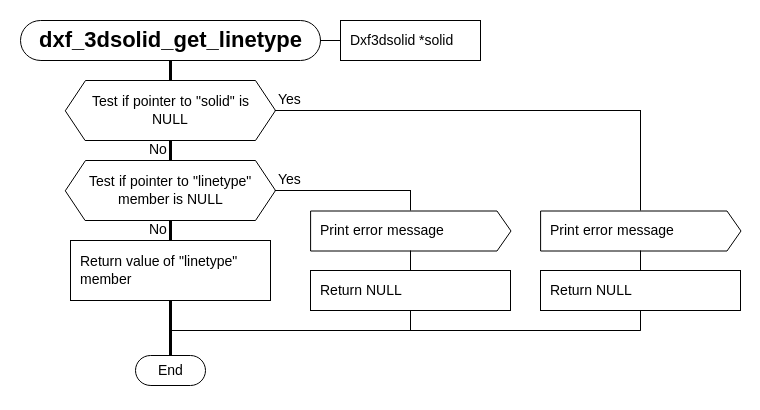 dxf_3dsolid_get_linetype
Dxf3dsolid *solid
Test if pointer to "solid" is
NULL
Yes
No
Test if pointer to "linetype"
member is NULL
Yes
No
Return value of "linetype"
member
Print error message
Return NULL
Print error message
Return NULL
End